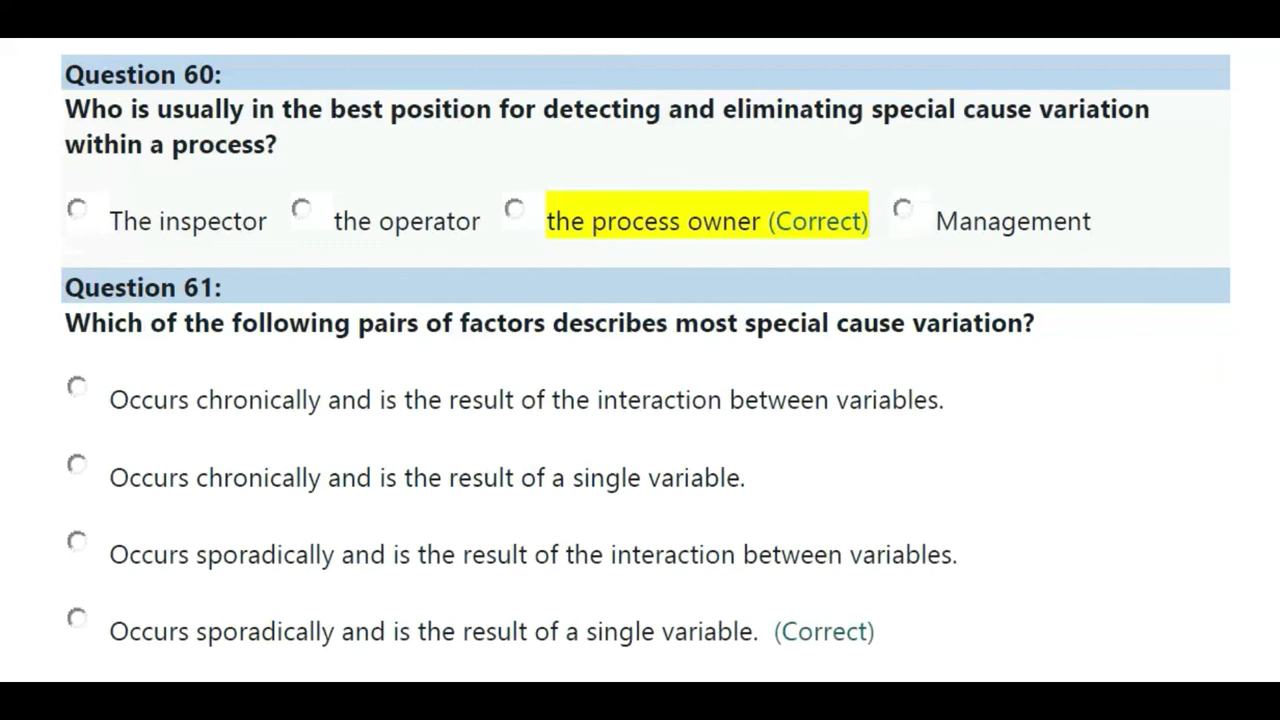 Question 60:
Who is usually in the best position for detecting and eliminating special cause variation
within a process?
The inspector the operator the process owner (Correct) Management
Question 61:
Which of the following pairs of factors describes most special cause variation?
Occurs chronically and is the result of the interaction between variables.
Occurs chronically and is the result of a single variable.
Occurs sporadically and is the result of the interaction between variables.
Occurs sporadically and is the result of a single variable. (Correct)